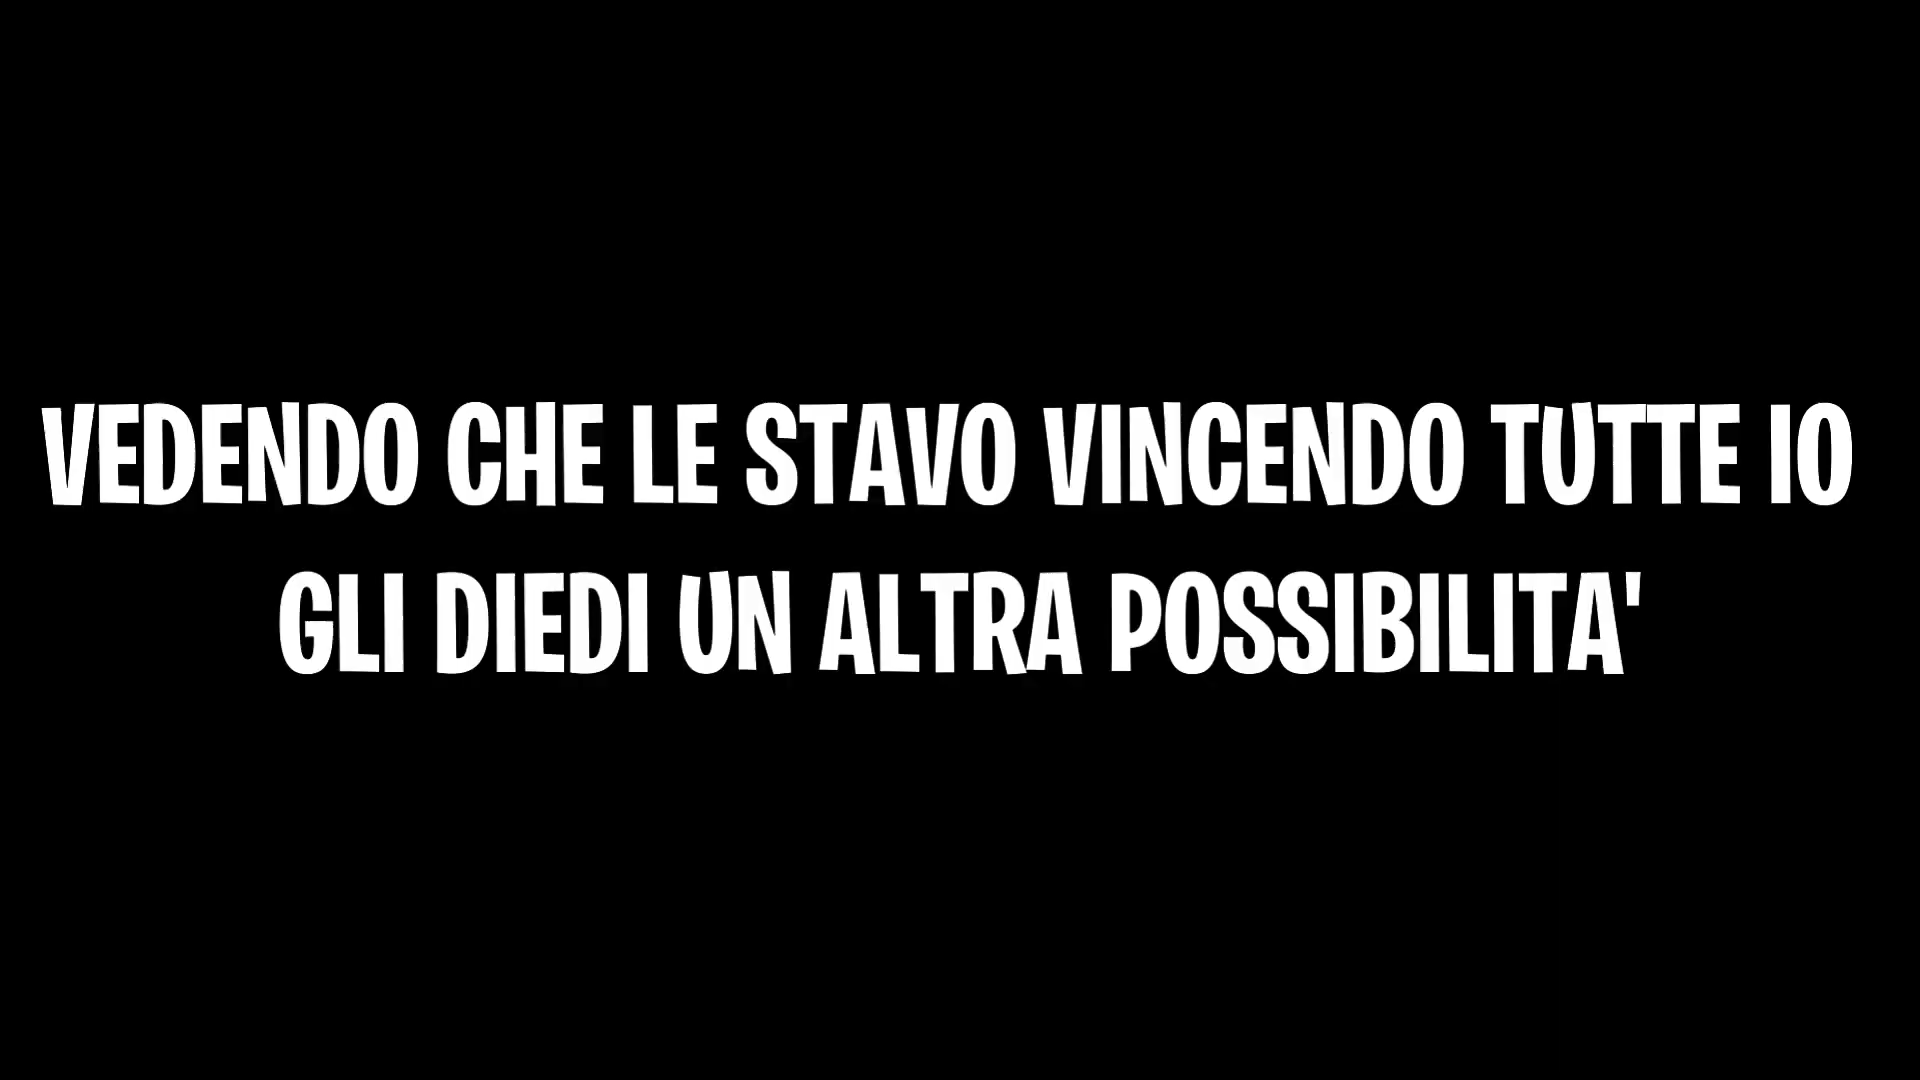 VEDENDO CHE LE STAVO VINCENDO TUTTE IO
GLI DIEDI UN ALTRA POSSIBILITA'